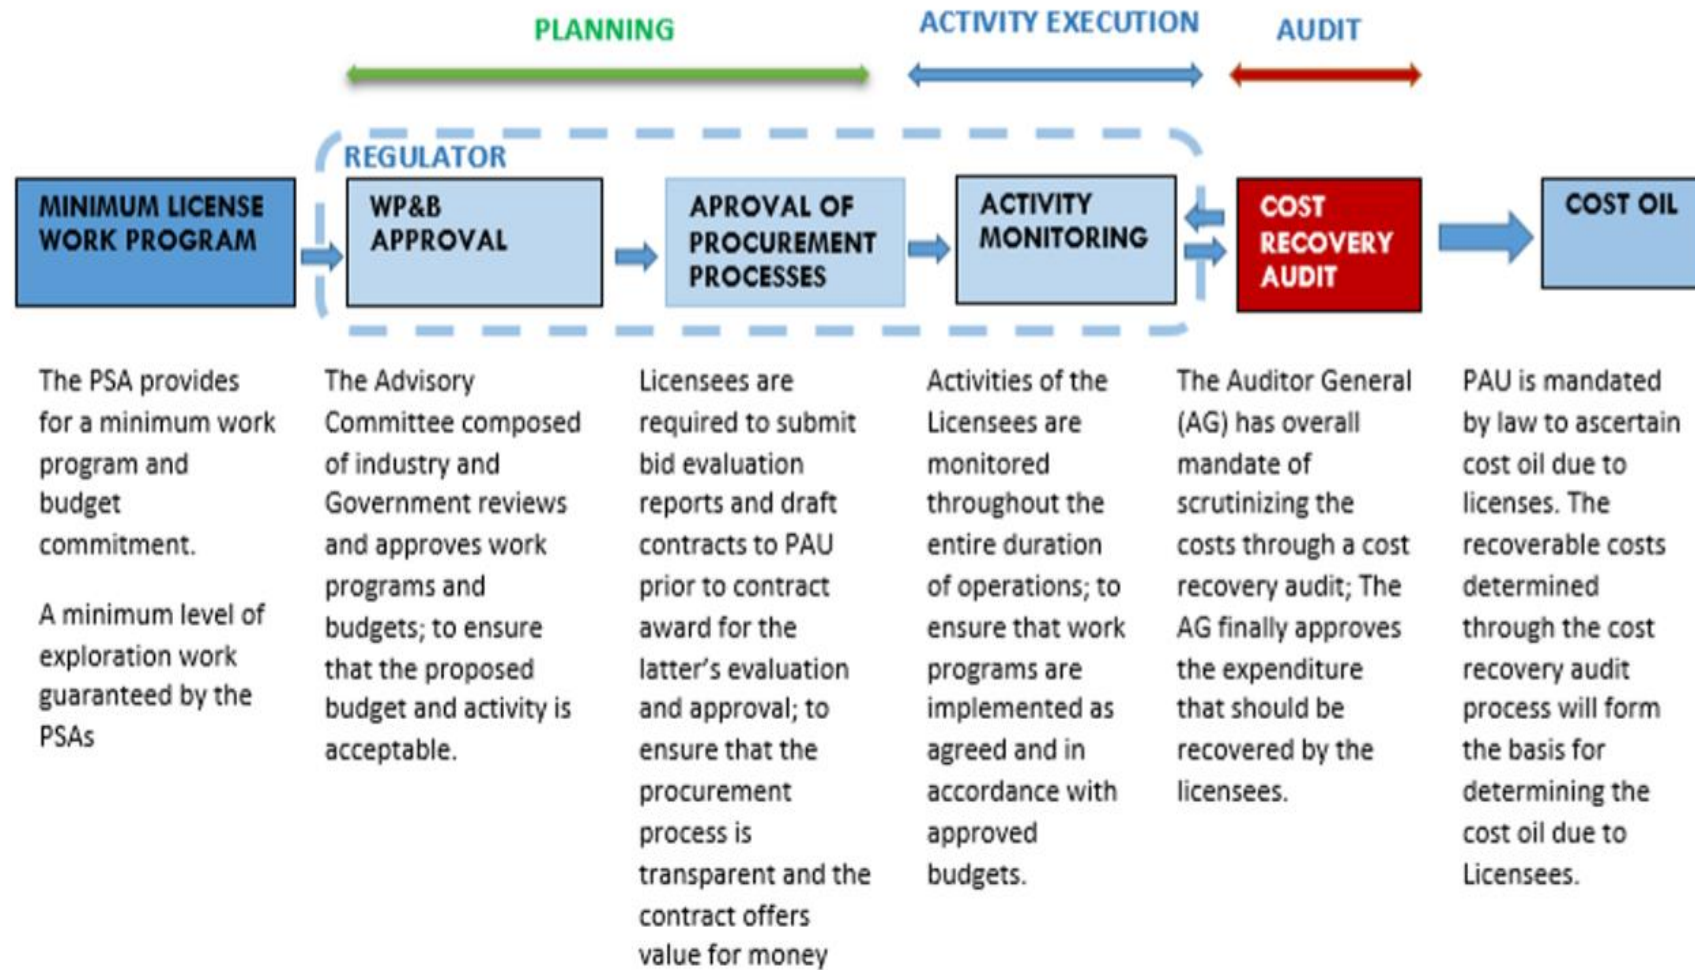 PLANNING
ACTIVITY EXECUTION
AUDIT
REGULATOR
MINIMUM LICENSE
WORK PROGRAM
WP&B
APPROVAL
APROVAL OF
PROCUREMENT
PROCESSES
ACTIVITY
MONITORING
COST
RECOVERY
AUDIT
COST OIL
The PSA provides
for a minimum work
program and
budget
commitment.
A minimum level of
exploration work
guaranteed by the
PSAs
The Advisory
Committee composed
of industry and
Government reviews
and approves work
programs and
budgets; to ensure
that the proposed
budget and activity is
acceptable.
Licensees are
required to submit
bid evaluation
reports and draft
contracts to PAU
prior to contract
award for the
latter's evaluation
and approval; to
ensure that the
procurement
process is
transparent and the
contract offers
value for money
Activities of the
Licensees are
monitored
throughout the
entire duration
of operations; to
ensure that work
programs are
implemented as
agreed and in
accordance with
approved
budgets.
The Auditor General
(AG) has overall
mandate of
scrutinizing the
costs through a cost
recovery audit; The
AG finally approves
the expenditure
that should be
recovered by the
licensees.
PAU is mandated
by law to ascertain
cost oil due to
licenses. The
recoverable costs
determined
through the cost
recovery audit
process will form
the basis for
determining the
cost oil due to
Licensees.